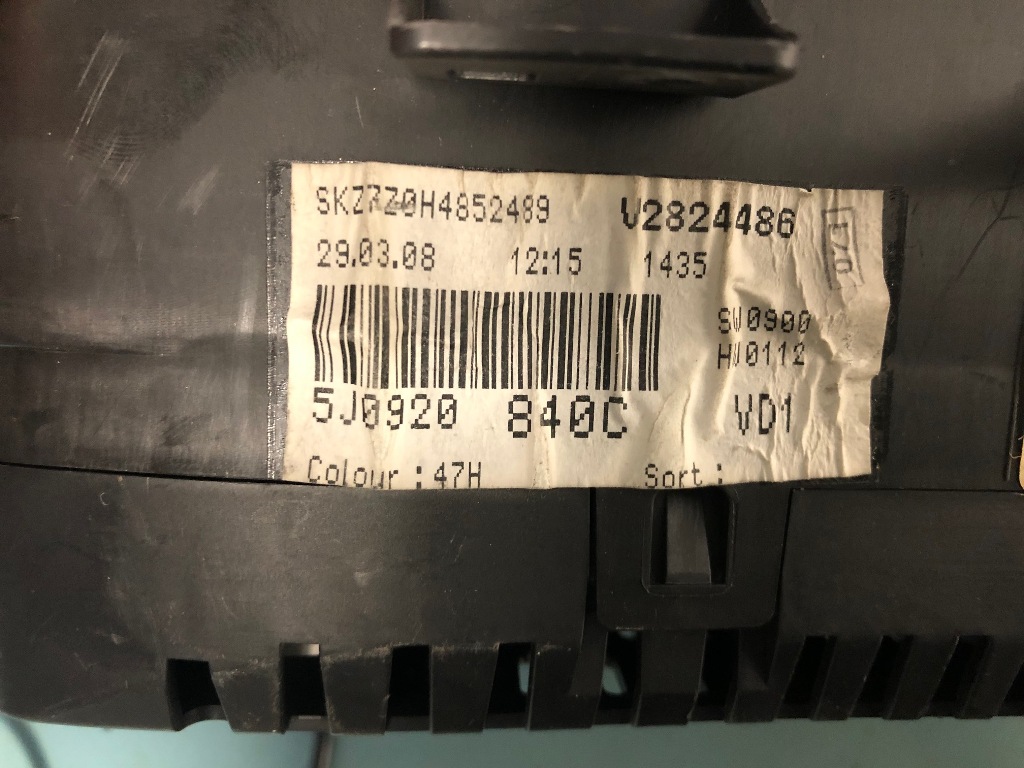 SKZ7Z0H4852489 V2824486
29.03.08 12:15 1435
SW0900
HW0112
5J0920 840C VD1
Colour : 47H Sort :